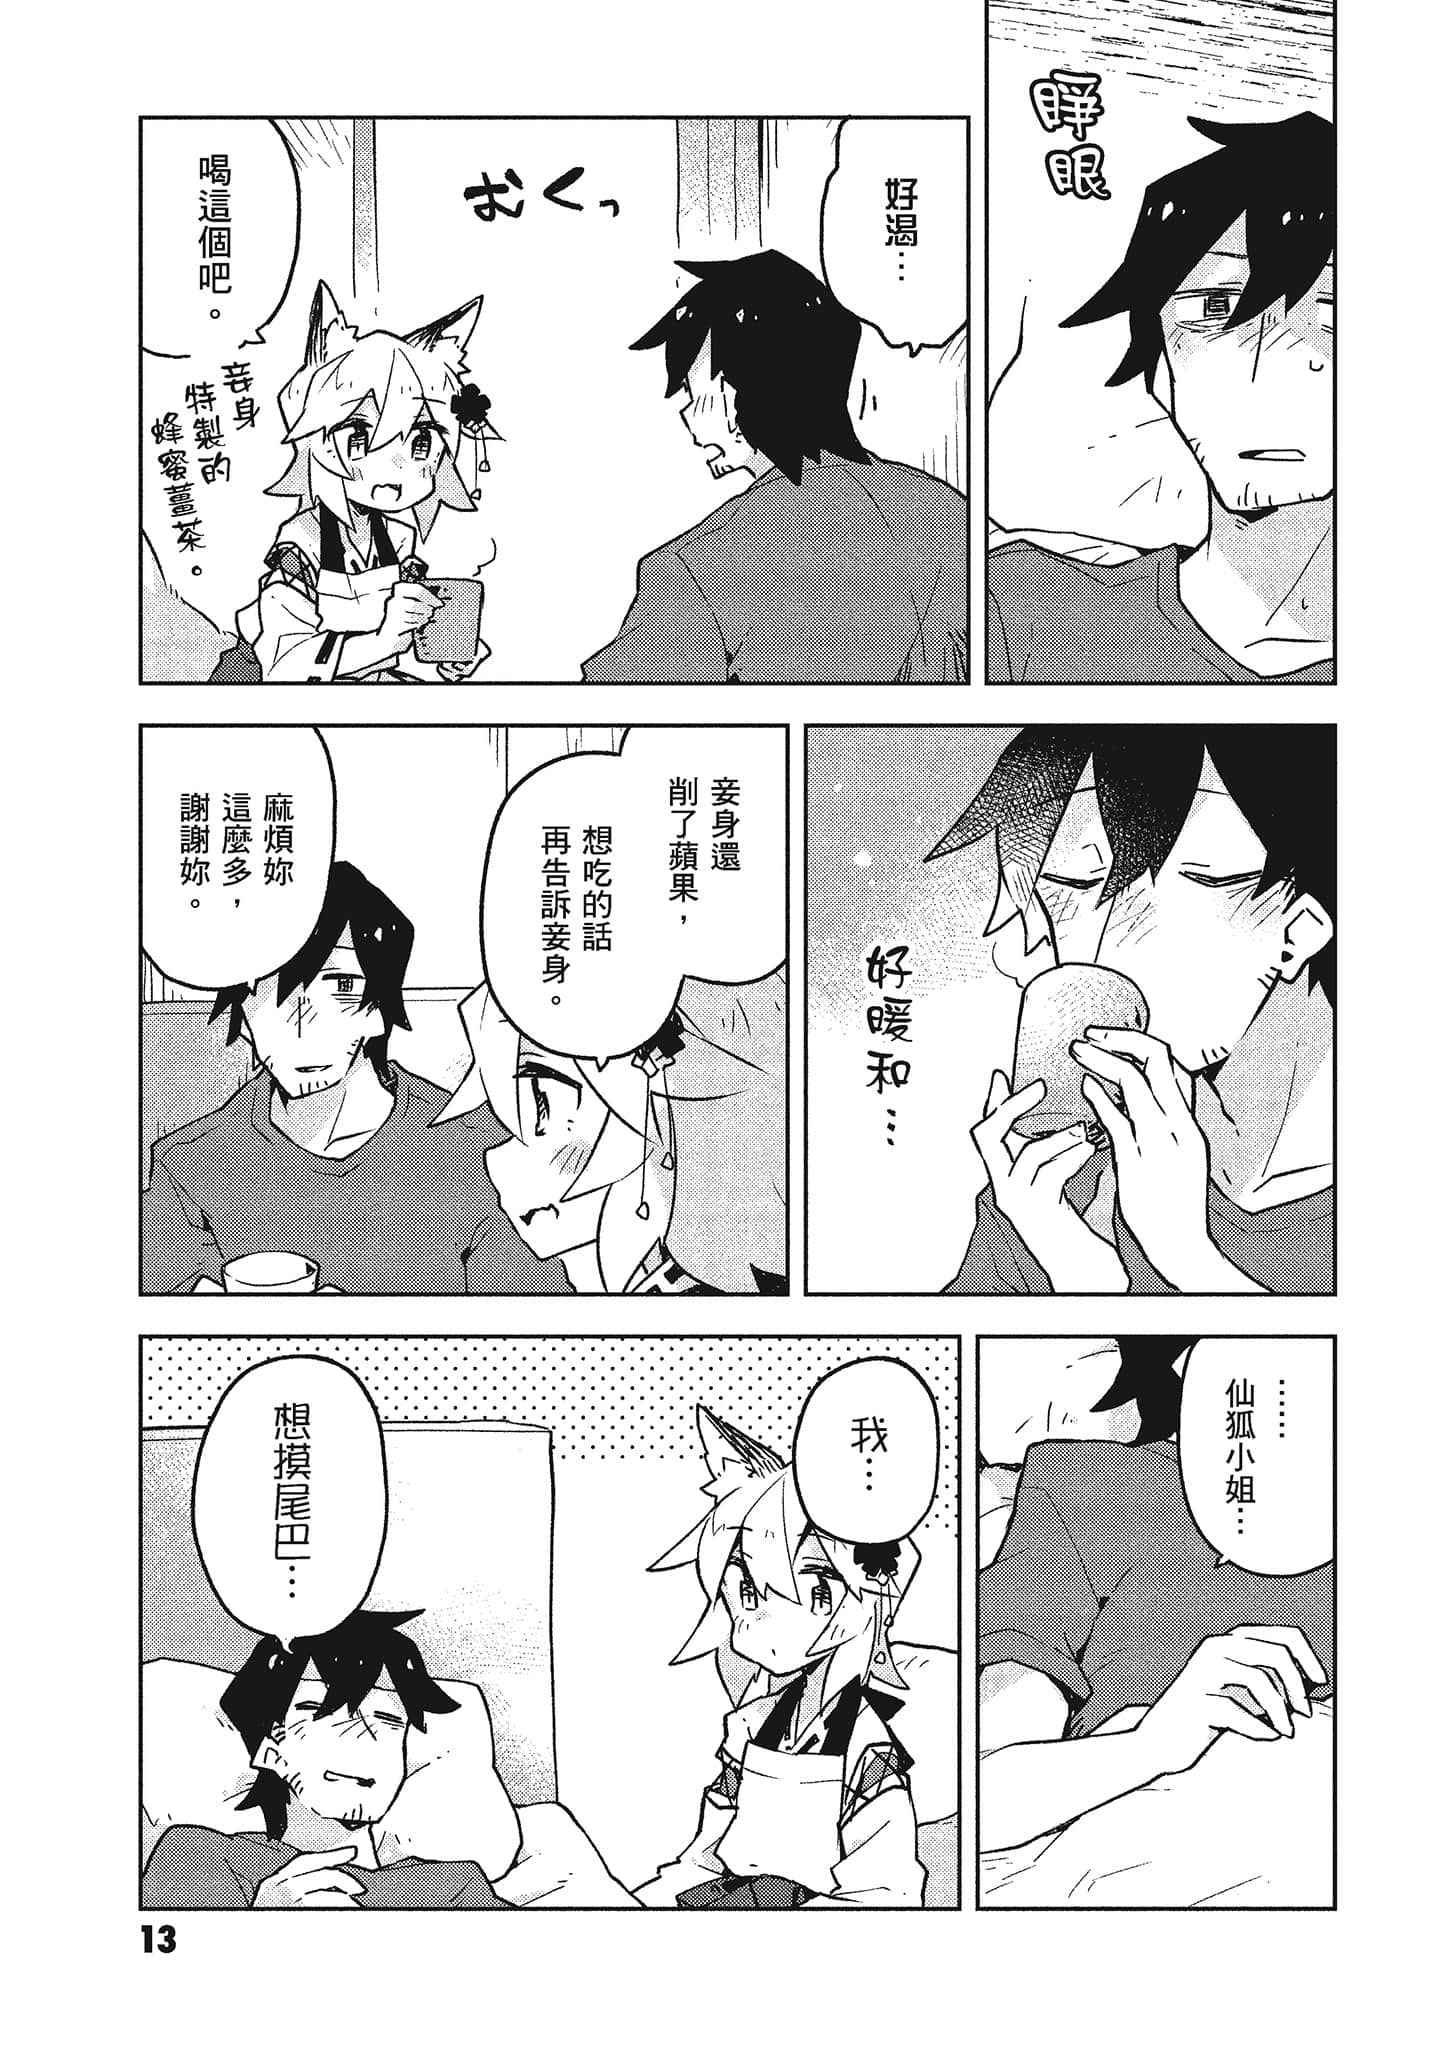 睜
眼
好渴…
むくっ
喝這個吧。
妾身
特製的
蜂蜜薑茶。
好暖和…
妾身還
削了蘋果，
想吃的話
再告訴妾身。
麻煩妳
這麼多，
謝謝妳。
……
仙狐小姐…
我…
想摸尾巴…
13